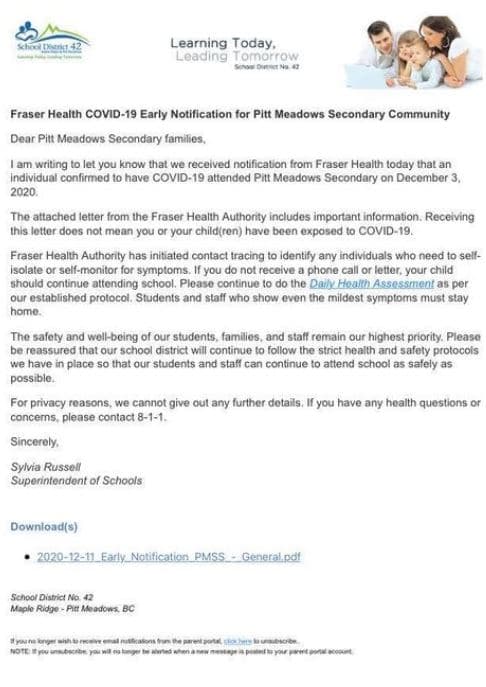 School District 42
Learning Today, Leading Tomorrow
Learning Today,
Leading Tomorrow
School District No. 42
Fraser Health COVID-19 Early Notification for Pitt Meadows Secondary Community
Dear Pitt Meadows Secondary families,
I am writing to let you know that we received notification from Fraser Health today that an
individual confirmed to have COVID-19 attended Pitt Meadows Secondary on December 3,
2020.
The attached letter from the Fraser Health Authority includes important information. Receiving
this letter does not mean you or your child(ren) have been exposed to COVID-19.
Fraser Health Authority has initiated contact tracing to identify any individuals who need to self-
isolate or self-monitor for symptoms. If you do not receive a phone call or letter, your child
should continue attending school. Please continue to do the Daily Health Assessment as per
our established protocol. Students and staff who show even the mildest symptoms must stay
home.
The safety and well-being of our students, families, and staff remain our highest priority. Please
be reassured that our school district will continue to follow the strict health and safety protocols
we have in place so that our students and staff can continue to attend school as safely as
possible.
For privacy reasons, we cannot give out any further details. If you have any health questions or
concerns, please contact 8-1-1.
Sincerely,
Sylvia Russell
Superintendent of Schools
Download(s)
• 2020-12-11_Early_Notification_PMSS_-_General.pdf
School District No. 42
Maple Ridge - Pitt Meadows, BC
If you no longer wish to receive email notifications from the parent portal, click here to unsubscribe.
NOTE: If you unsubscribe, you will no longer be alerted when a new message is posted to your parent portal account.